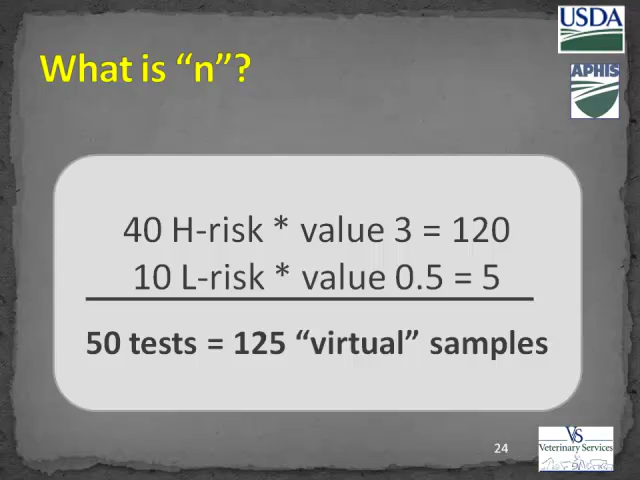 USDA
APHIS
What is “n”?
40 H-risk * value 3 = 120
10 L-risk * value 0.5 = 5
50 tests = 125 “virtual” samples
24
VS
Veterinary Services